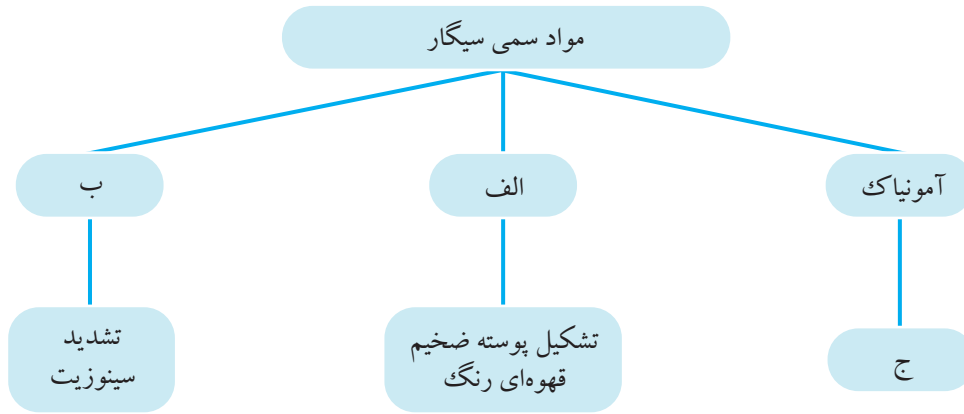 مواد سمی سیگار
آمونیاک
الف
ب
ج
تشکیل پوسته ضخیم
قهوه‌ای رنگ
تشدید
سینوزیت